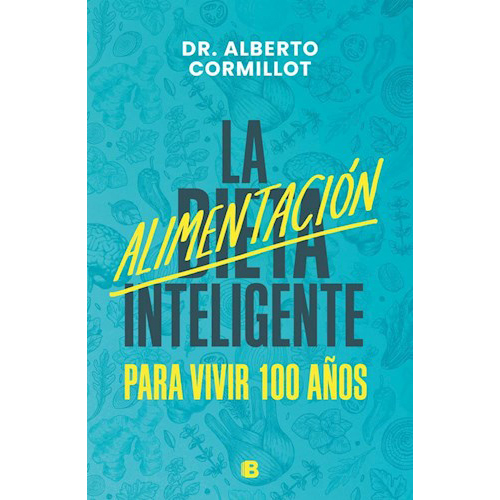 DR. ALBERTO
CORMILLOT
LA
DIETA
ALIMENTACIÓN
INTELIGENTE
PARA VIVIR 100 AÑOS
B